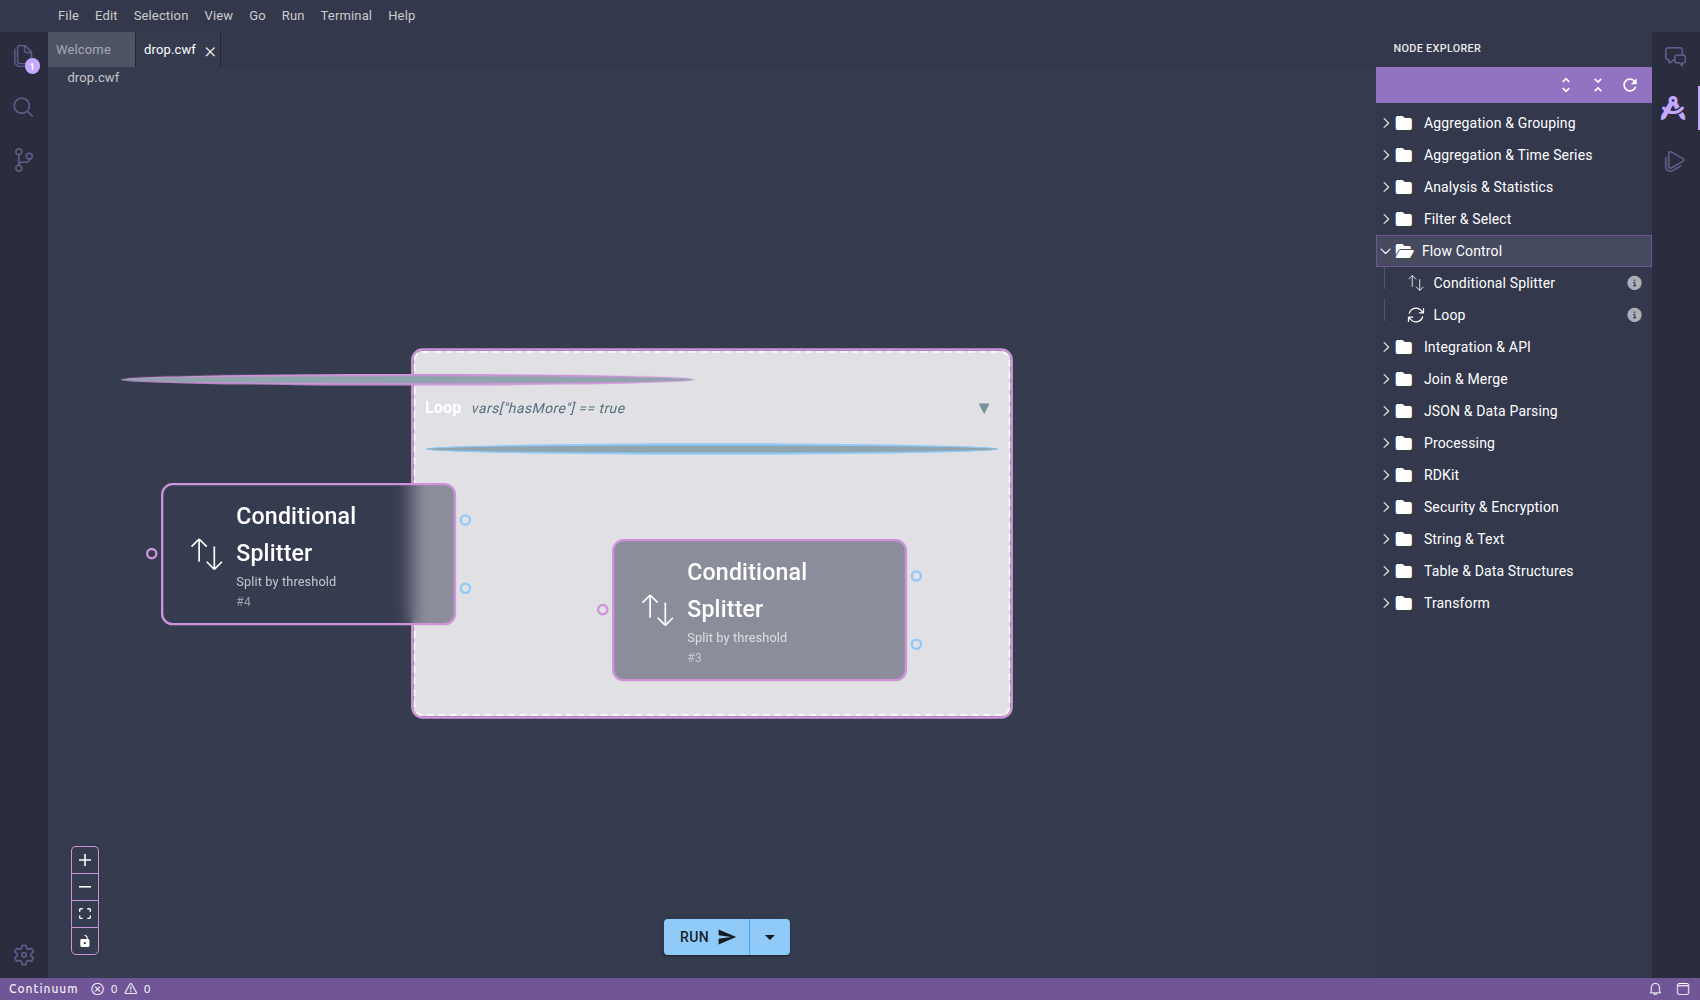 File Edit Selection View Go Run Terminal Help
Welcome drop.cwf
drop.cwf
1
NODE EXPLORER
Aggregation & Grouping
Aggregation & Time Series
Analysis & Statistics
Filter & Select
Flow Control
Conditional Splitter
Loop
Integration & API
Join & Merge
JSON & Data Parsing
Processing
RDKit
Security & Encryption
String & Text
Table & Data Structures
Transform
Loop vars["hasMore"] == true
Conditional
Splitter
Split by threshold
#4
Conditional
Splitter
Split by threshold
#3
RUN
Continuum 0 0